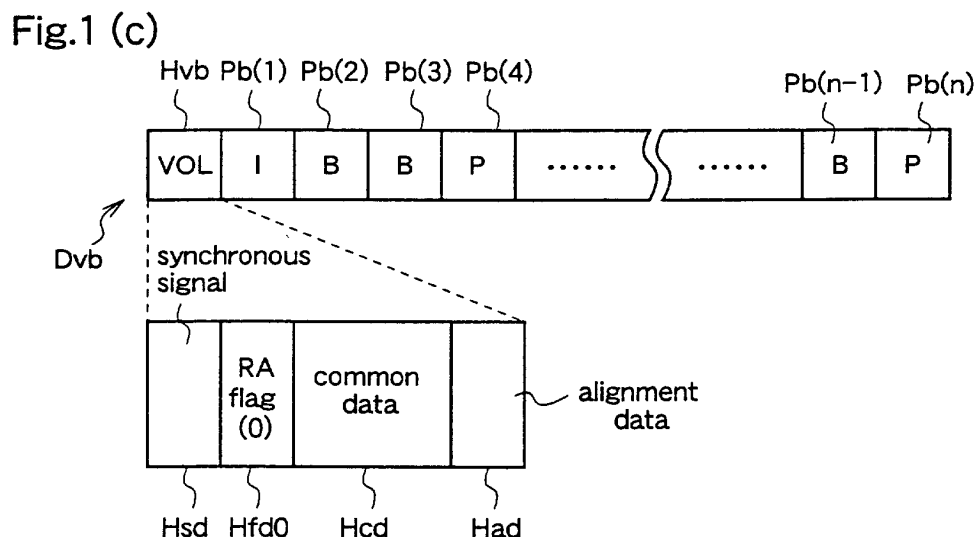 Fig.1 (c)
Hvb Pb(1) Pb(2) Pb(3) Pb(4) Pb(n-1) Pb(n)
VOL I B B P ...... ...... B P
Dvb
synchronous
signal
RA
flag
(0)
common
data
alignment
data
Hsd Hfd0 Hcd Had